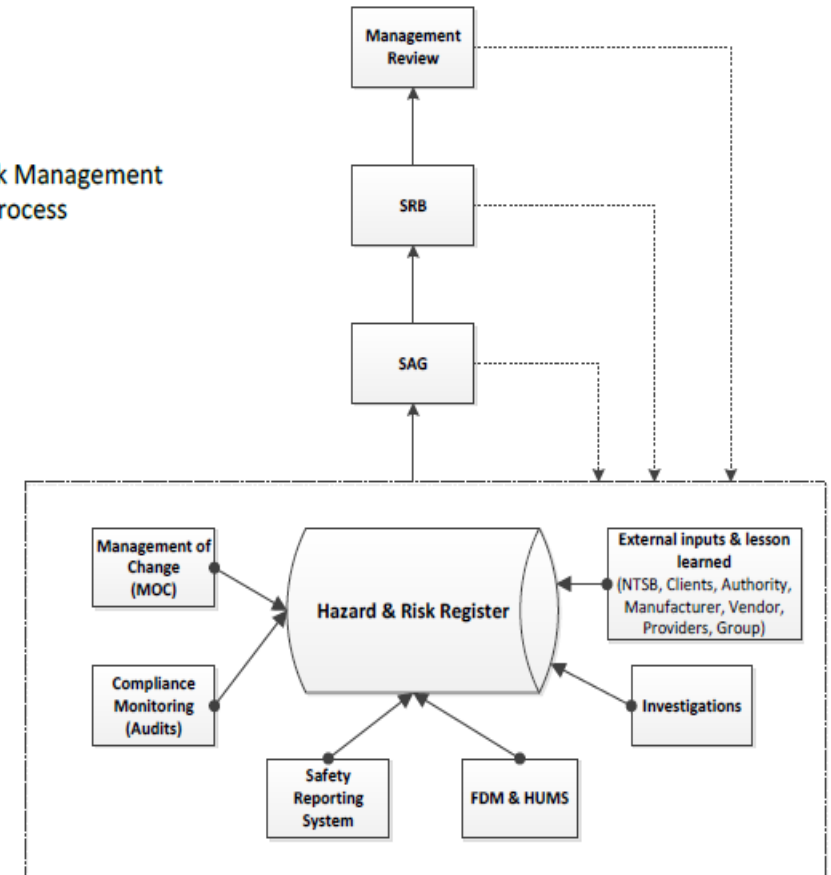 Management
Review
k Management
rocess
SRB
SAG
Management of
Change
(MOC)
Hazard & Risk Register
External inputs & lesson
learned
(NTSB, Clients, Authority,
Manufacturer, Vendor,
Providers, Group)
Compliance
Monitoring
(Audits)
Investigations
Safety
Reporting
System
FDM & HUMS